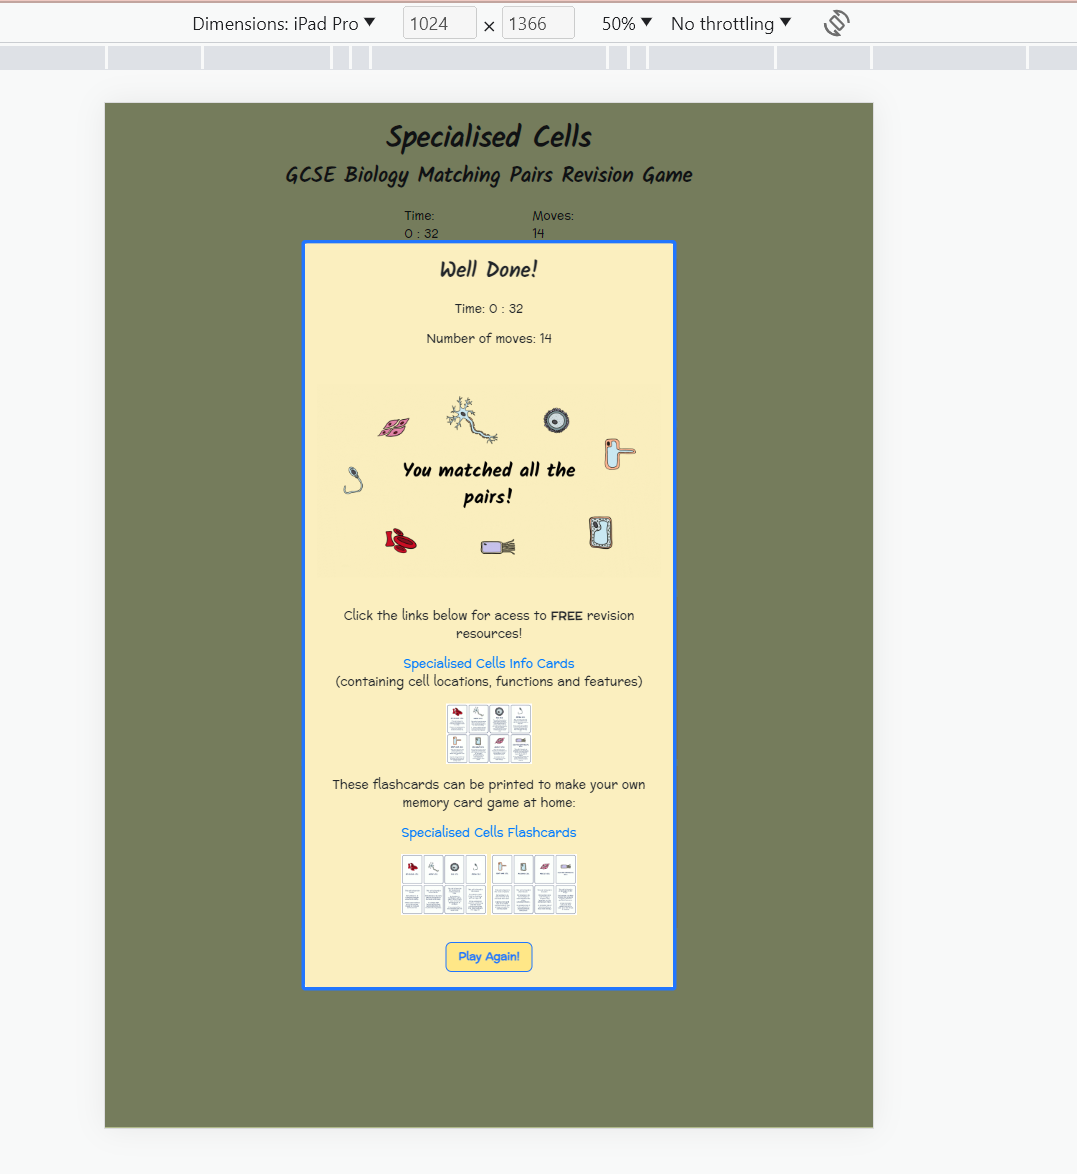 Dimensions: iPad Pro ▼ 1024 × 1366 50% ▼ No throttling ▼
Specialised Cells
GCSE Biology Matching Pairs Revision Game
Time: Moves:
0 : 32 14
Well Done!
Time: 0 : 32
Number of moves: 14
You matched all the
pairs!
Click the links below for acess to FREE revision
resources!
Specialised Cells Info Cards
(containing cell locations, functions and features)
These flashcards can be printed to make your own
memory card game at home:
Specialised Cells Flashcards
Play Again!